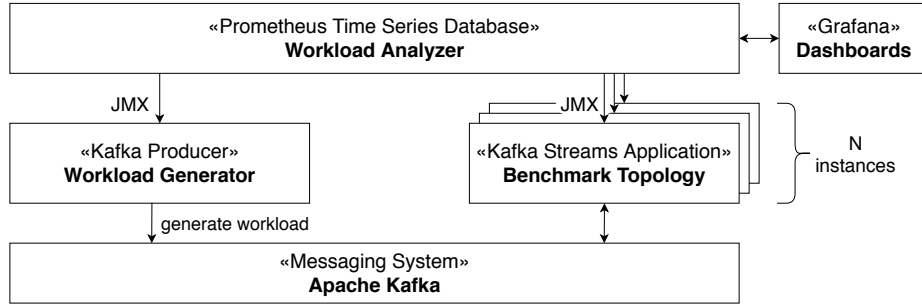 «Prometheus Time Series Database»
Workload Analyzer
«Grafana»
Dashboards
JMX
JMX
«Kafka Producer»
Workload Generator
«Kafka Streams Application»
Benchmark Topology
N
instances
generate workload
«Messaging System»
Apache Kafka